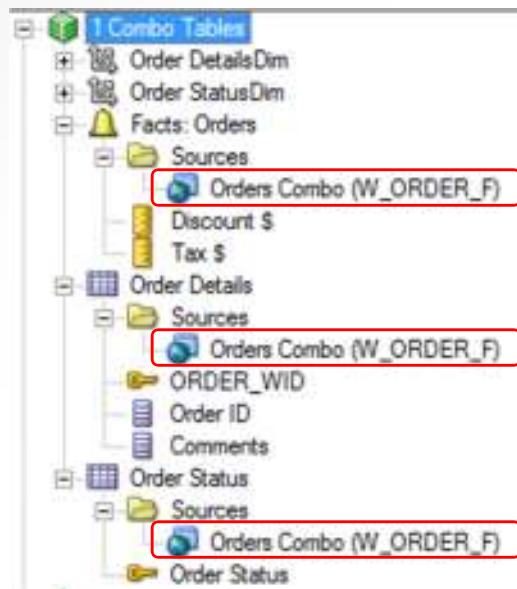 1 Combo Tables
Order DetailsDim
Order StatusDim
Facts: Orders
Sources
Orders Combo (W_ORDER_F)
Discount $
Tax $
Order Details
Sources
Orders Combo (W_ORDER_F)
ORDER_WID
Order ID
Comments
Order Status
Sources
Orders Combo (W_ORDER_F)
Order Status